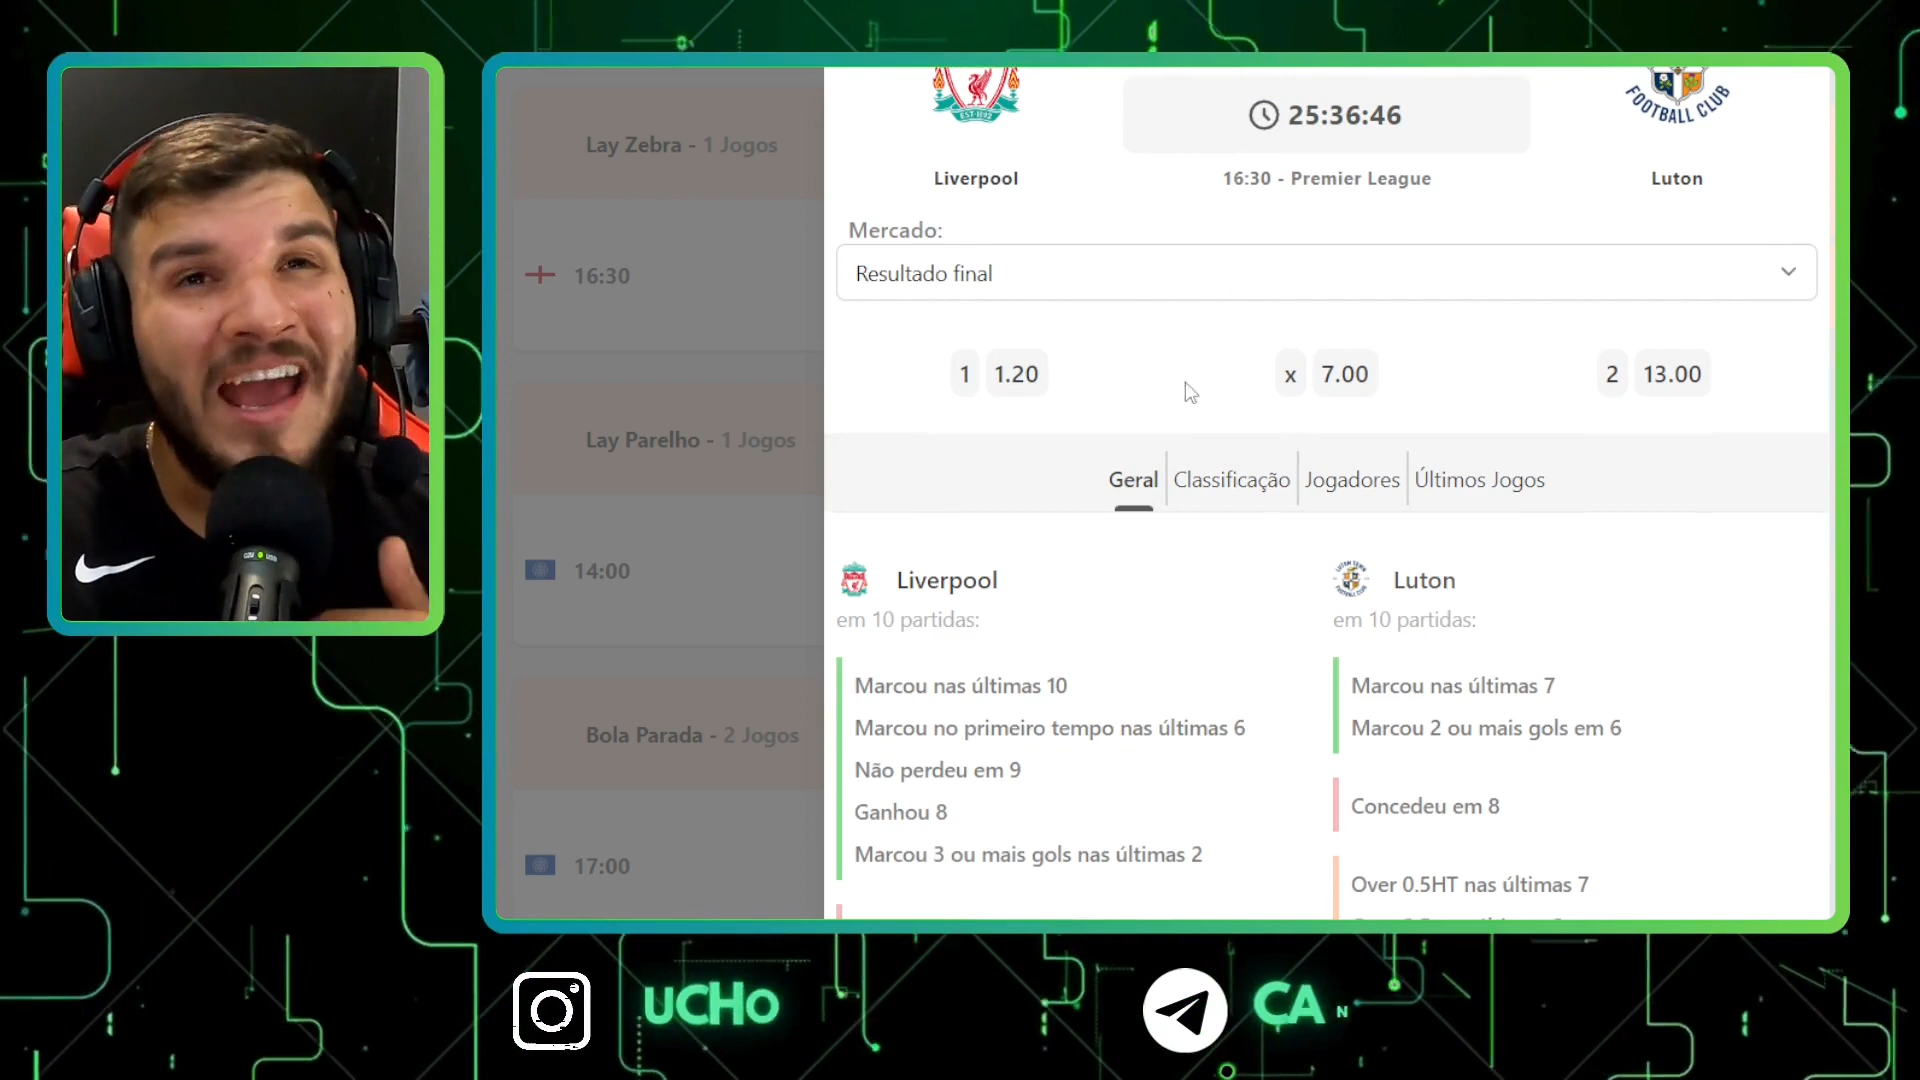 Lay Zebra - 1 Jogos
16:30
Lay Parelho - 1 Jogos
14:00
Bola Parada - 2 Jogos
17:00
EST·1892
25:36:46
FOOTBALL CLUB
Liverpool
16:30 - Premier League
Luton
Mercado:
Resultado final
1 1.20
x 7.00
2 13.00
Geral
Classificação
Jogadores
Últimos Jogos
Liverpool
em 10 partidas:
Marcou nas últimas 10
Marcou no primeiro tempo nas últimas 6
Não perdeu em 9
Ganhou 8
Marcou 3 ou mais gols nas últimas 2
Luton
em 10 partidas:
Marcou nas últimas 7
Marcou 2 ou mais gols em 6
Concedeu em 8
Over 0.5HT nas últimas 7
UCHO
CA N